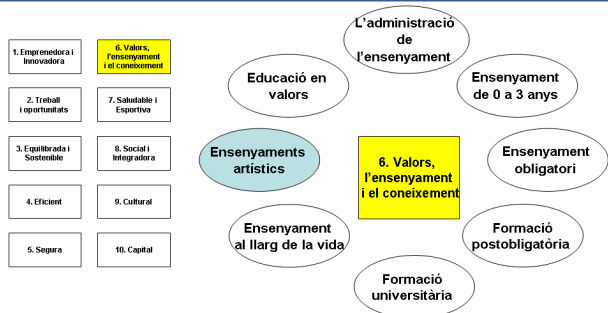 1. Emprenedora i
Innovadora
6. Valors,
l'ensenyament
i el coneixement
2. Treball
i oportunitats
7. Saludable i
Esportiva
3. Equilibrada i
Sostenible
8. Social i
Integradora
4. Eficient
9. Cultural
5. Segura
10. Capital
L'administració
de
l'ensenyament
Educació en
valors
Ensenyament
de 0 a 3 anys
Ensenyaments
artístics
6. Valors,
l'ensenyament
i el coneixement
Ensenyament
obligatori
Ensenyament
al llarg de la vida
Formació
postobligatòria
Formació
universitària